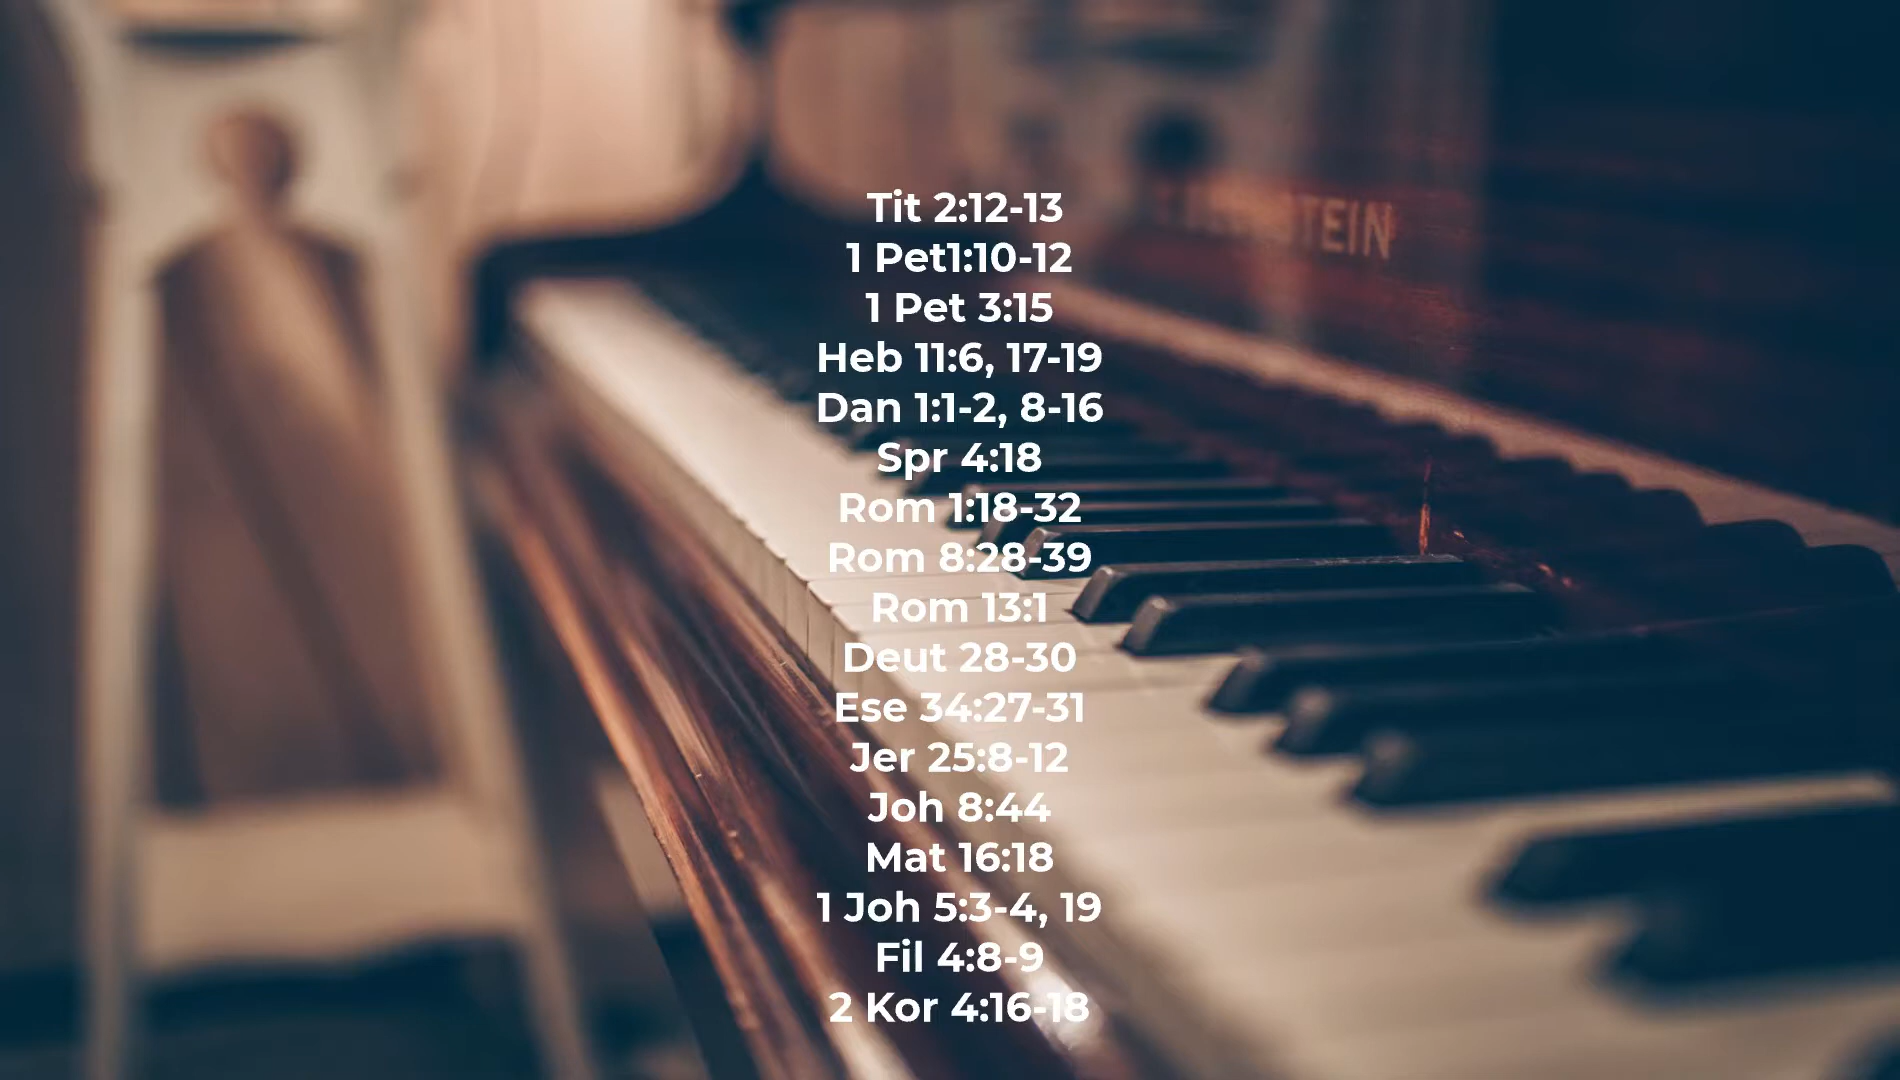 Tit 2:12-13
1 Pet1:10-12
1 Pet 3:15
Heb 11:6, 17-19
Dan 1:1-2, 8-16
Spr 4:18
Rom 1:18-32
Rom 8:28-39
Rom 13:1
Deut 28-30
Ese 34:27-31
Jer 25:8-12
Joh 8:44
Mat 16:18
1 Joh 5:3-4, 19
Fil 4:8-9
2 Kor 4:16-18